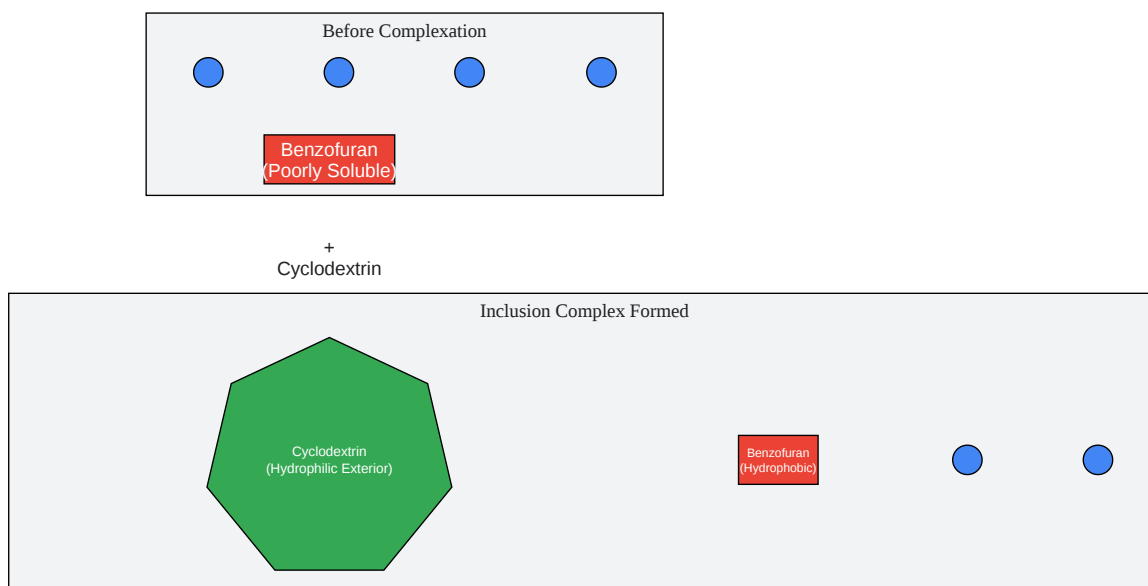 Before Complexation
Benzofuran
(Poorly Soluble)
+
Cyclodextrin
Inclusion Complex Formed
Cyclodextrin
(Hydrophilic Exterior)
Benzofuran
(Hydrophobic)